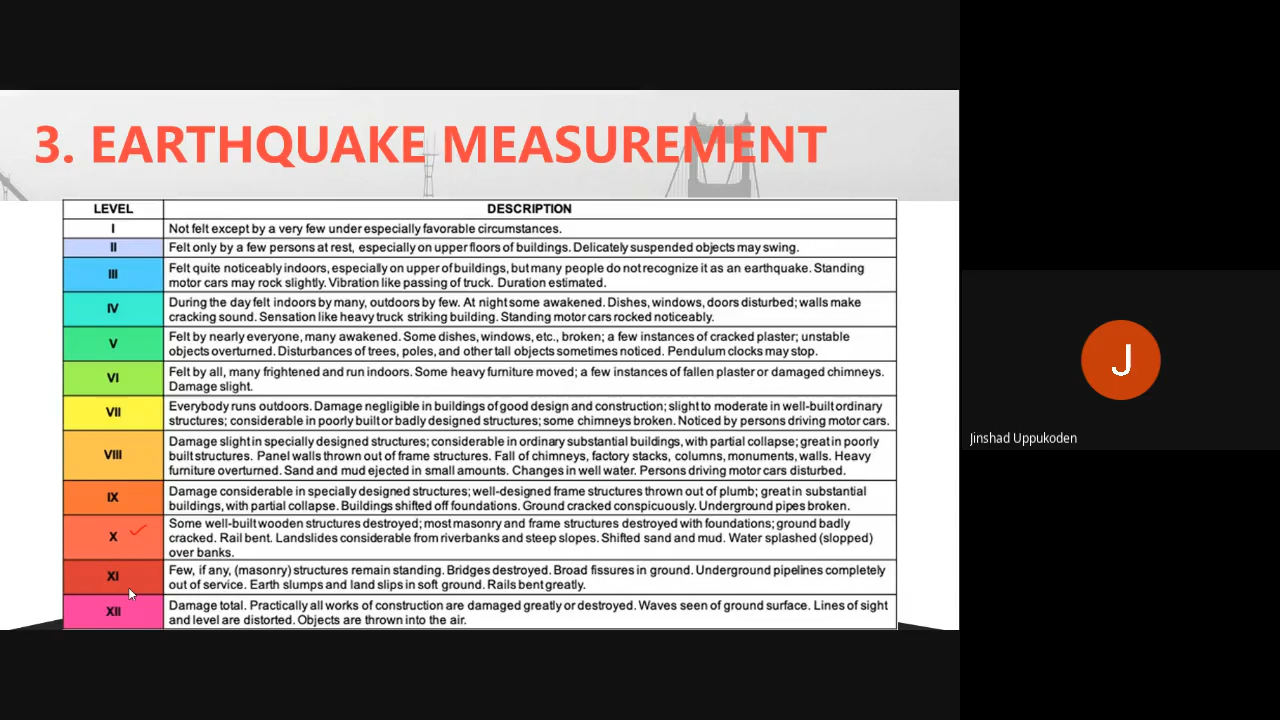 3. EARTHQUAKE MEASUREMENT
LEVEL DESCRIPTION
I Not felt except by a very few under especially favorable circumstances.
II Felt only by a few persons at rest, especially on upper floors of buildings. Delicately suspended objects may swing.
III Felt quite noticeably indoors, especially on upper of buildings, but many people do not recognize it as an earthquake. Standing
motor cars may rock slightly. Vibration like passing of truck. Duration estimated.
IV During the day felt indoors by many, outdoors by few. At night some awakened. Dishes, windows, doors disturbed; walls make
cracking sound. Sensation like heavy truck striking building. Standing motor cars rocked noticeably.
V Felt by nearly everyone, many awakened. Some dishes, windows, etc., broken; a few instances of cracked plaster; unstable
objects overturned. Disturbances of trees, poles, and other tall objects sometimes noticed. Pendulum clocks may stop.
VI Felt by all, many frightened and run indoors. Some heavy furniture moved; a few instances of fallen plaster or damaged chimneys.
Damage slight.
VII Everybody runs outdoors. Damage negligible in buildings of good design and construction; slight to moderate in well-built ordinary
structures; considerable in poorly built or badly designed structures; some chimneys broken. Noticed by persons driving motor cars.
VIII Damage slight in specially designed structures; considerable in ordinary substantial buildings, with partial collapse; great in poorly
built structures. Panel walls thrown out of frame structures. Fall of chimneys, factory stacks, columns, monuments, walls. Heavy
furniture overturned. Sand and mud ejected in small amounts. Changes in well water. Persons driving motor cars disturbed.
IX Damage considerable in specially designed structures; well-designed frame structures thrown out of plumb; great in substantial
buildings, with partial collapse. Buildings shifted off foundations. Ground cracked conspicuously. Underground pipes broken.
X Some well-built wooden structures destroyed; most masonry and frame structures destroyed with foundations; ground badly
cracked. Rail bent. Landslides considerable from riverbanks and steep slopes. Shifted sand and mud. Water splashed (slopped)
over banks.
XI Few, if any, (masonry) structures remain standing. Bridges destroyed. Broad fissures in ground. Underground pipelines completely
out of service. Earth slumps and land slips in soft ground. Rails bent greatly.
XII Damage total. Practically all works of construction are damaged greatly or destroyed. Waves seen of ground surface. Lines of sight
and level are distorted. Objects are thrown into the air.
J
Jinshad Uppukoden